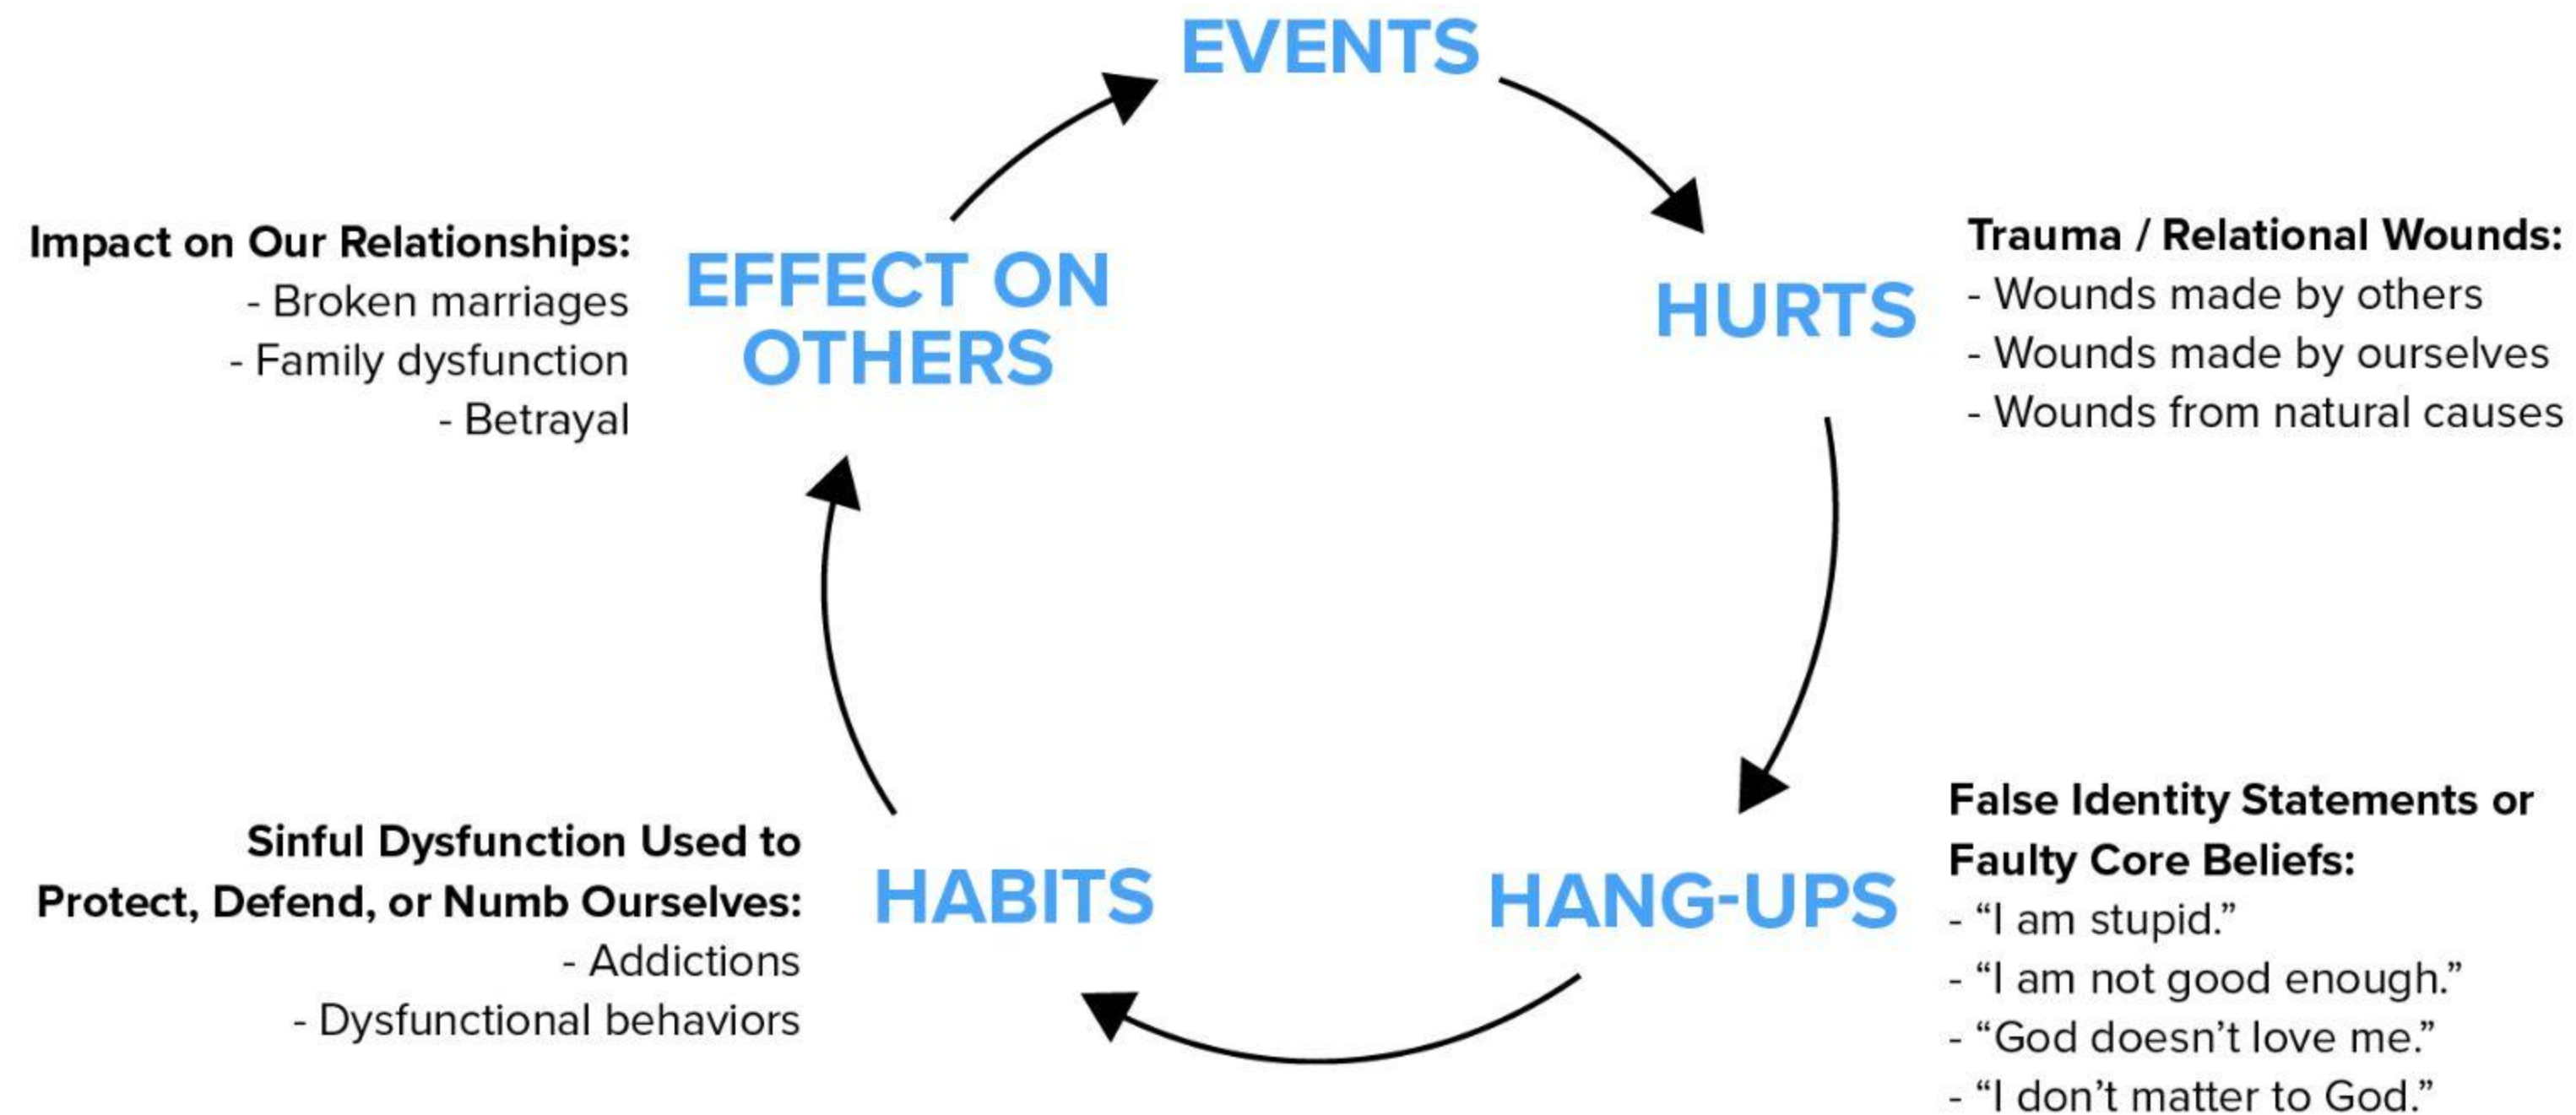 EVENTS
HURTS
Trauma / Relational Wounds:
- Wounds made by others
- Wounds made by ourselves
- Wounds from natural causes
HANG-UPS
False Identity Statements or
Faulty Core Beliefs:
- “I am stupid.”
- “I am not good enough.”
- “God doesn’t love me.”
- “I don’t matter to God.”
HABITS
Sinful Dysfunction Used to
Protect, Defend, or Numb Ourselves:
- Addictions
- Dysfunctional behaviors
EFFECT ON
OTHERS
Impact on Our Relationships:
- Broken marriages
- Family dysfunction
- Betrayal